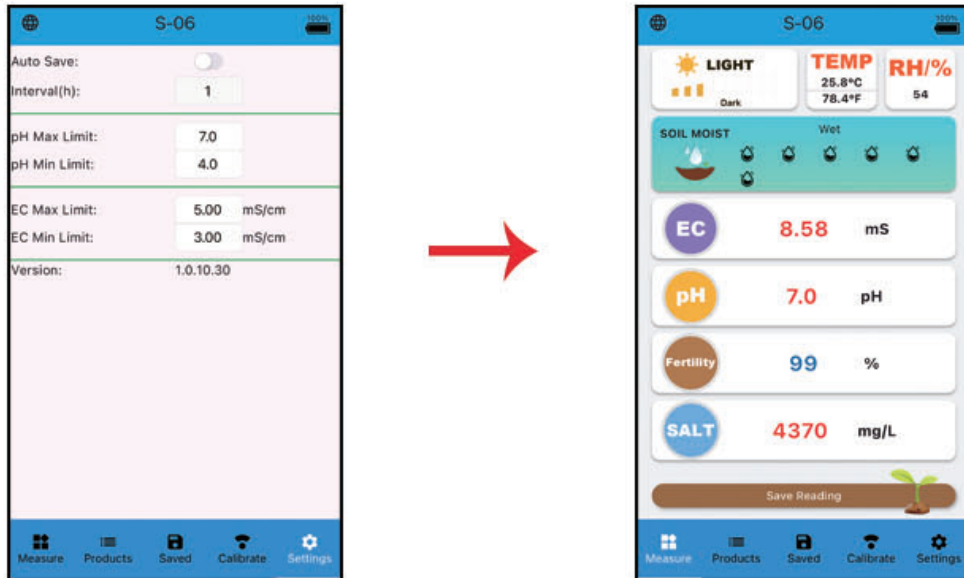 S-06
100%
Auto Save:
Interval(h): 1
pH Max Limit: 7.0
pH Min Limit: 4.0
EC Max Limit: 5.00 mS/cm
EC Min Limit: 3.00 mS/cm
Version: 1.0.10.30
Measure Products Saved Calibrate Settings
S-06
100%
LIGHT
Dark
TEMP
25.8°C
78.4°F
RH/%
54
SOIL MOIST
Wet
EC 8.58 mS
pH 7.0 pH
Fertility 99 %
SALT 4370 mg/L
Save Reading
Measure Products Saved Calibrate Settings